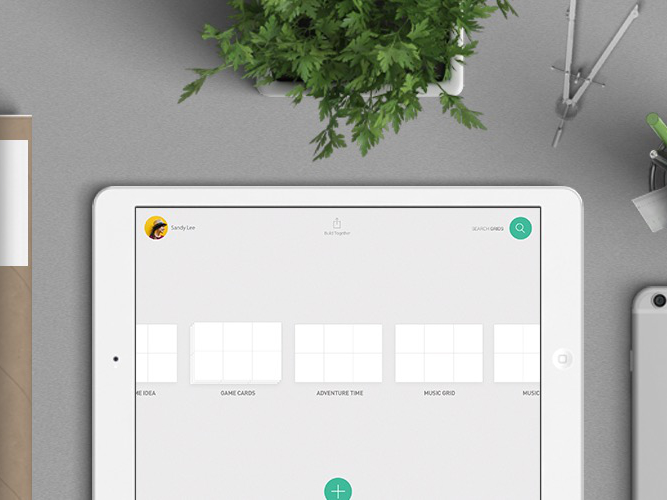 Sandy Lee
Build Together
SEARCH GRIDS
ME IDEA
GAME CARDS
ADVENTURE TIME
MUSIC GRID
MUSIC